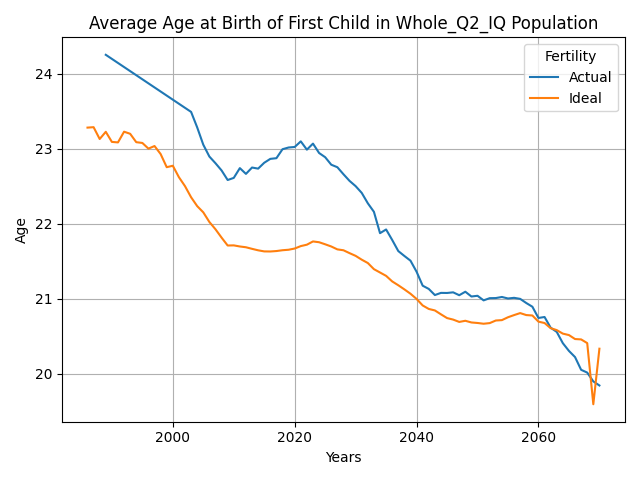 Average Age at Birth of First Child in Whole_Q2_IQ Population
Fertility
Actual
Ideal
24
23
22
21
20
Age
2000
2020
2040
2060
Years